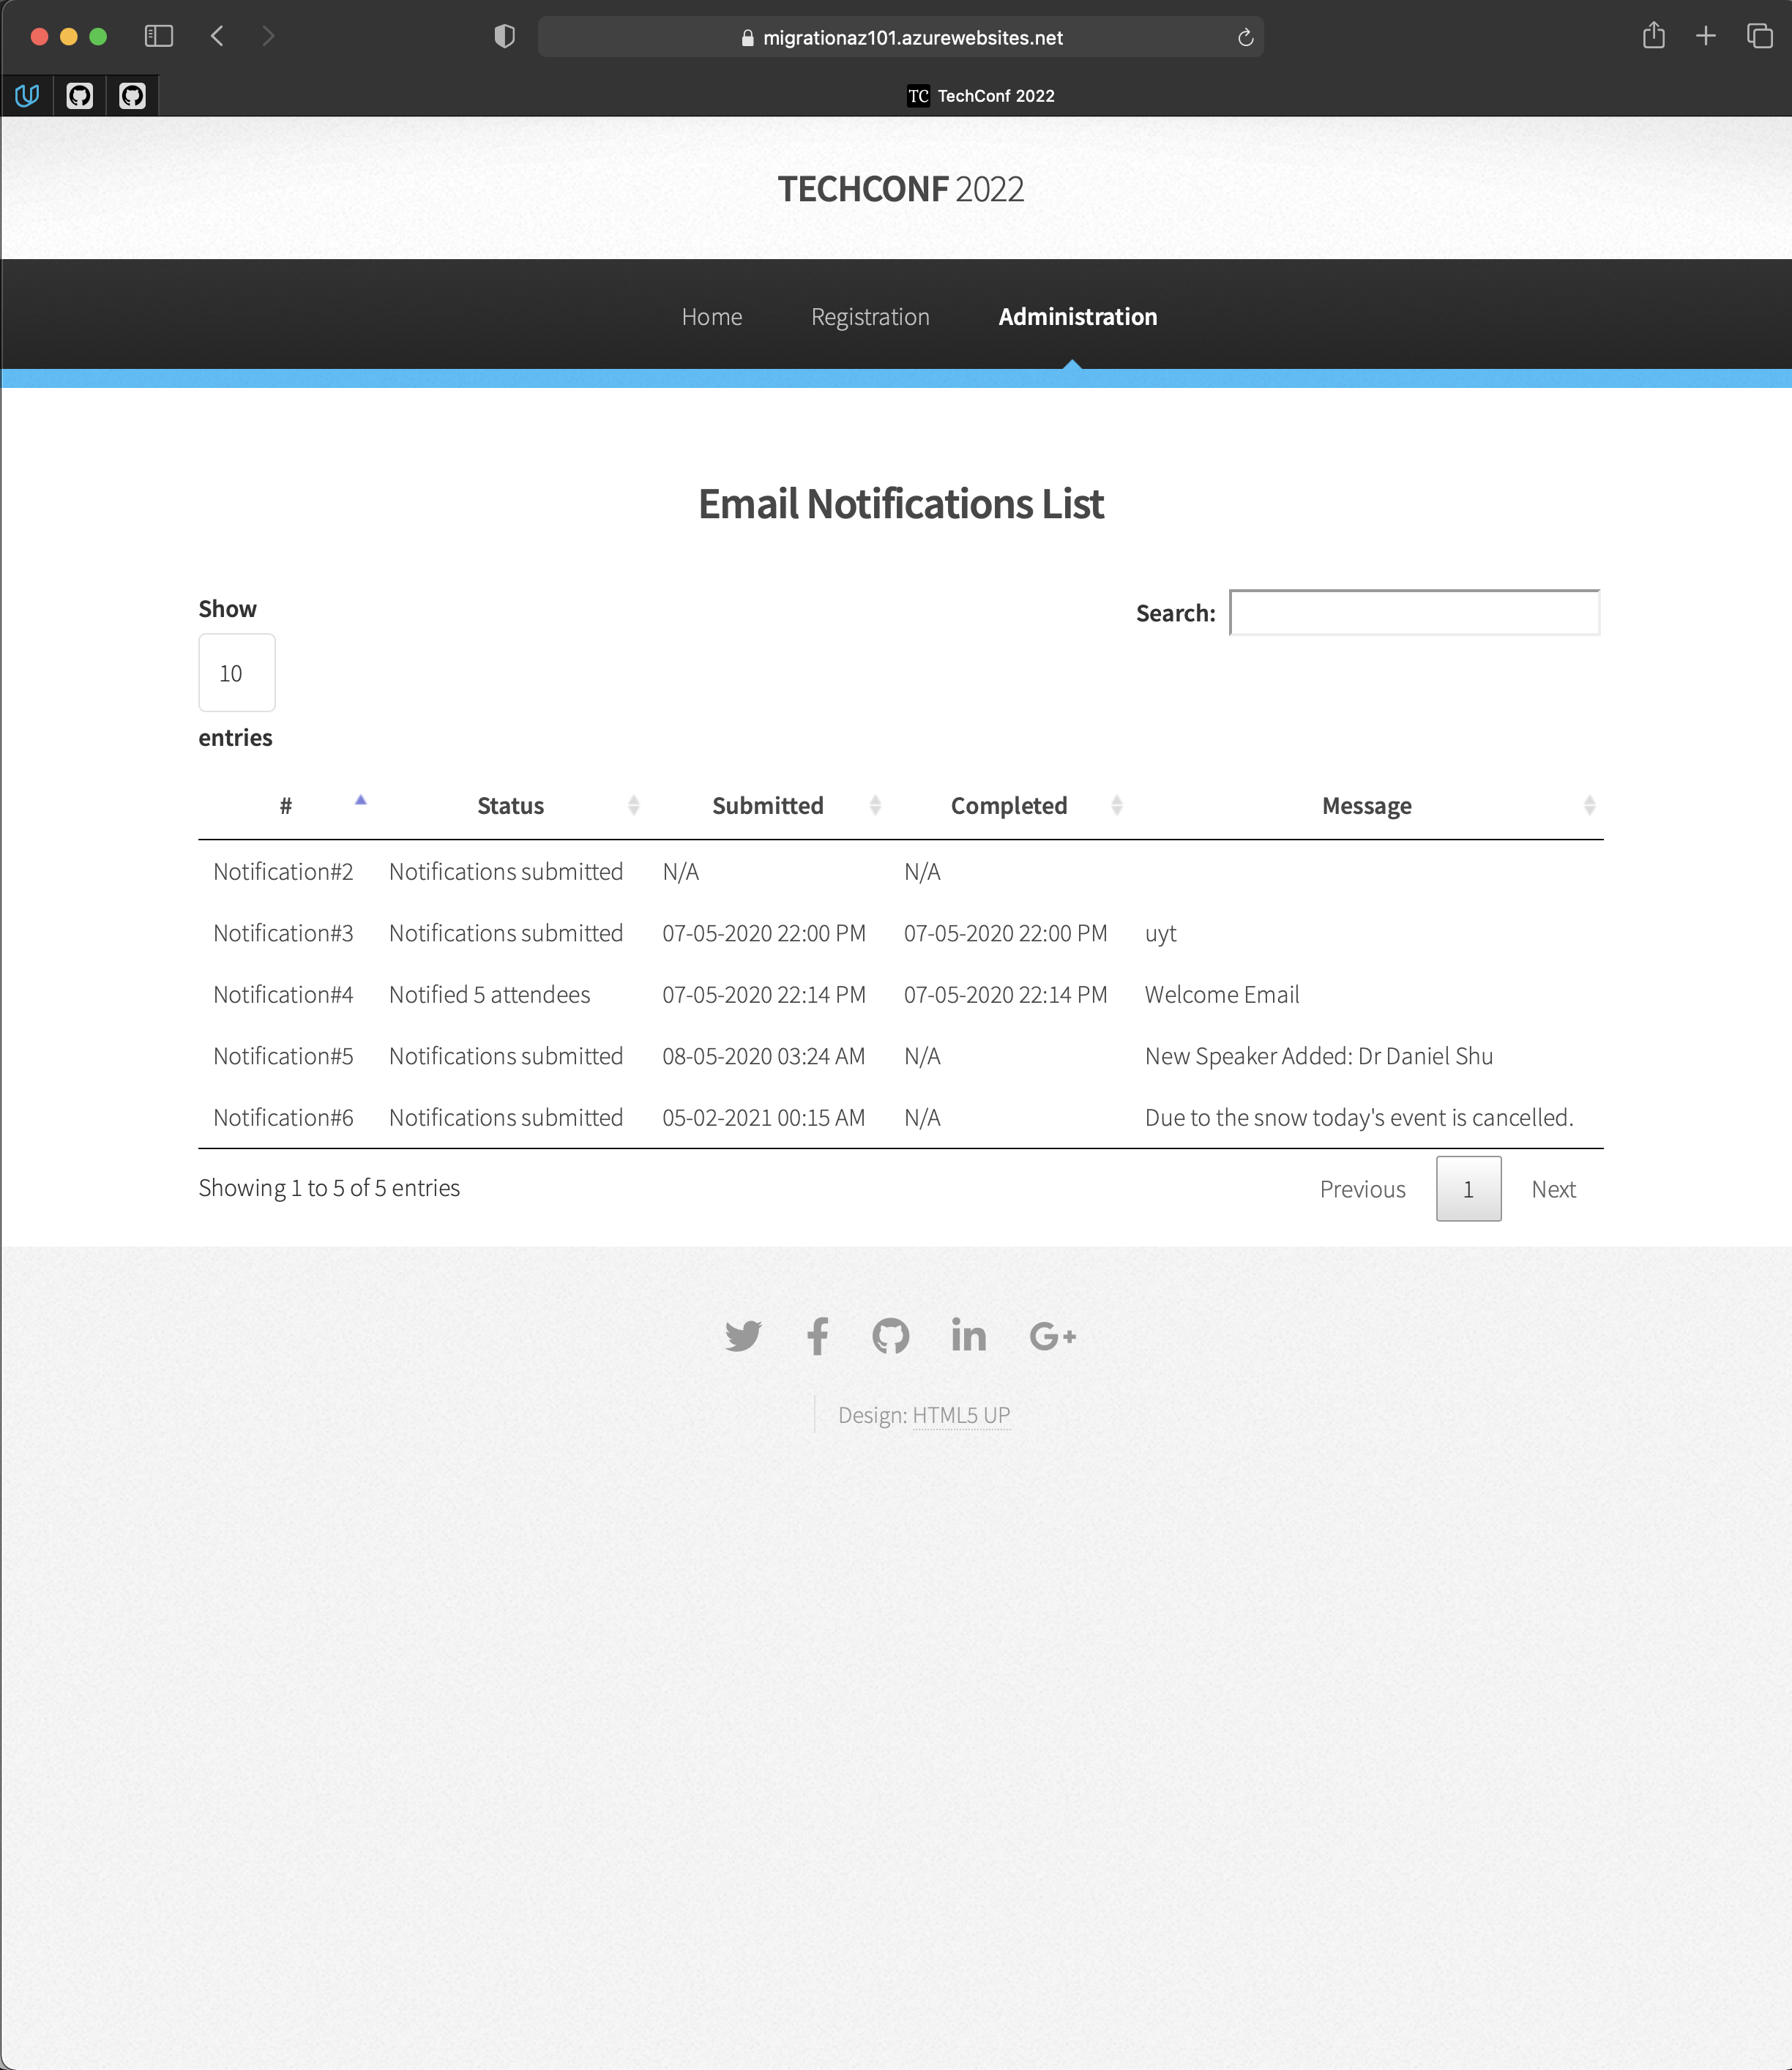 migrationaz101.azurewebsites.net
TC TechConf 2022
TECHCONF 2022
Home Registration Administration
Email Notifications List
Show
Search:
10
entries
# Status Submitted Completed Message
Notification#2 Notifications submitted N/A N/A
Notification#3 Notifications submitted 07-05-2020 22:00 PM 07-05-2020 22:00 PM uyt
Notification#4 Notified 5 attendees 07-05-2020 22:14 PM 07-05-2020 22:14 PM Welcome Email
Notification#5 Notifications submitted 08-05-2020 03:24 AM N/A New Speaker Added: Dr Daniel Shu
Notification#6 Notifications submitted 05-02-2021 00:15 AM N/A Due to the snow today's event is cancelled.
Showing 1 to 5 of 5 entries Previous 1 Next
Design: HTML5 UP